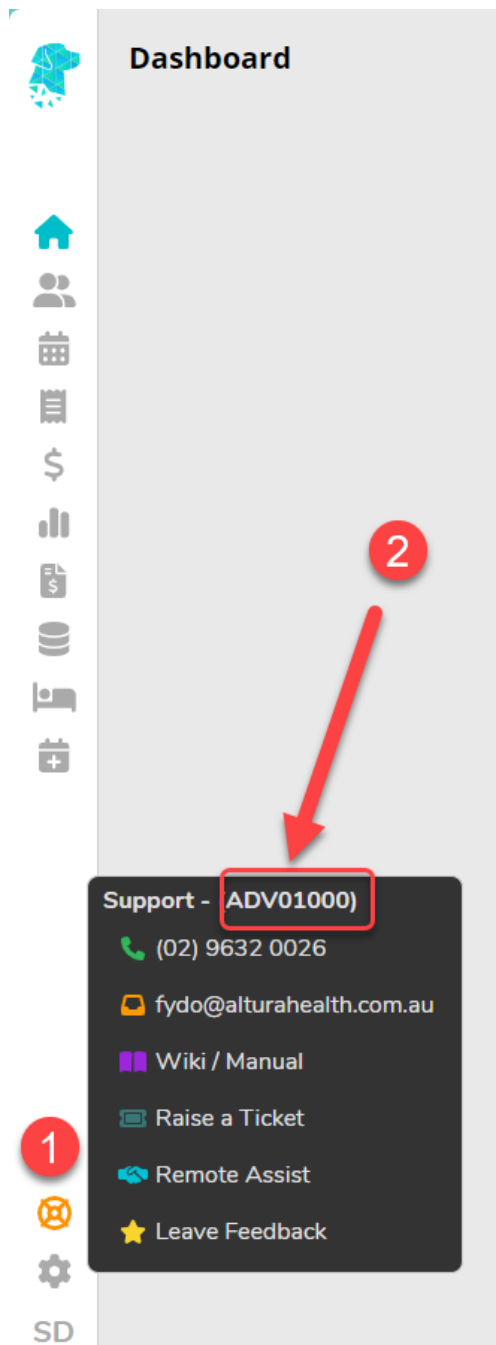 Dashboard
2
Support - (ADV01000)
(02) 9632 0026
fydo@alturahealth.com.au
Wiki / Manual
Raise a Ticket
1
Remote Assist
Leave Feedback
SD